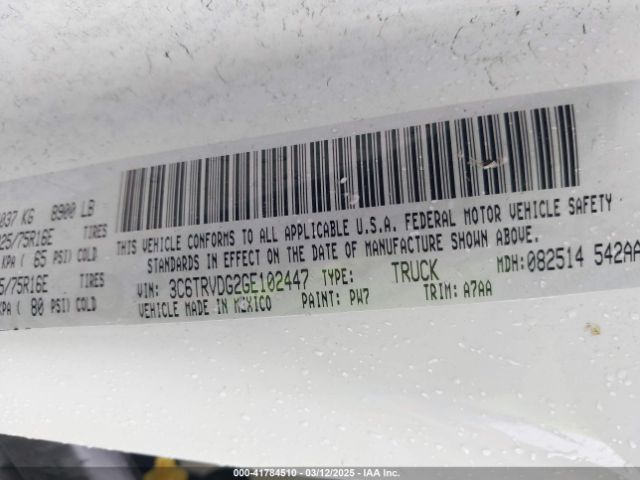 037 KG 8900 LB
25/75R16E TIRES
KPA ( 65 PSI) COLD
5/75R16E TIRES
KPA ( 80 PSI) COLD
THIS VEHICLE CONFORMS TO ALL APPLICABLE U.S.A. FEDERAL MOTOR VEHICLE SAFETY
STANDARDS IN EFFECT ON THE DATE OF MANUFACTURE SHOWN ABOVE.
VIN: 3C6TRVDG2GE102447 TYPE: TRUCK MDH: 082514 542AA
VEHICLE MADE IN MEXICO PAINT: PW7 TRIM: A7AA
000-41784510 • 03/12/2025 • IAA Inc.